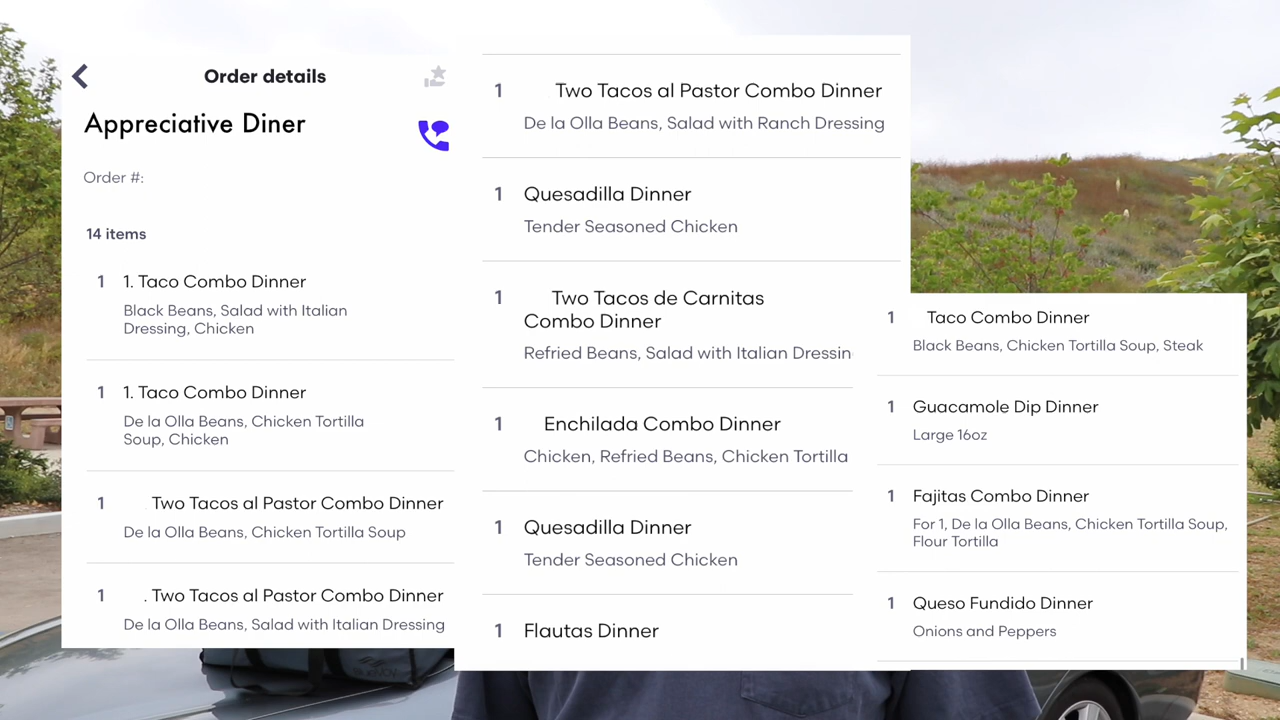 Order details
Appreciative Diner
Order #:
14 items
1 1. Taco Combo Dinner
Black Beans, Salad with Italian
Dressing, Chicken
1 1. Taco Combo Dinner
De la Olla Beans, Chicken Tortilla
Soup, Chicken
1 Two Tacos al Pastor Combo Dinner
De la Olla Beans, Chicken Tortilla Soup
1 . Two Tacos al Pastor Combo Dinner
De la Olla Beans, Salad with Italian Dressing
1 Two Tacos al Pastor Combo Dinner
De la Olla Beans, Salad with Ranch Dressing
1 Quesadilla Dinner
Tender Seasoned Chicken
1 Two Tacos de Carnitas
Combo Dinner
Refried Beans, Salad with Italian Dressin
1 Enchilada Combo Dinner
Chicken, Refried Beans, Chicken Tortilla
1 Quesadilla Dinner
Tender Seasoned Chicken
1 Flautas Dinner
1 Taco Combo Dinner
Black Beans, Chicken Tortilla Soup, Steak
1 Guacamole Dip Dinner
Large 16oz
1 Fajitas Combo Dinner
For 1, De la Olla Beans, Chicken Tortilla Soup,
Flour Tortilla
1 Queso Fundido Dinner
Onions and Peppers